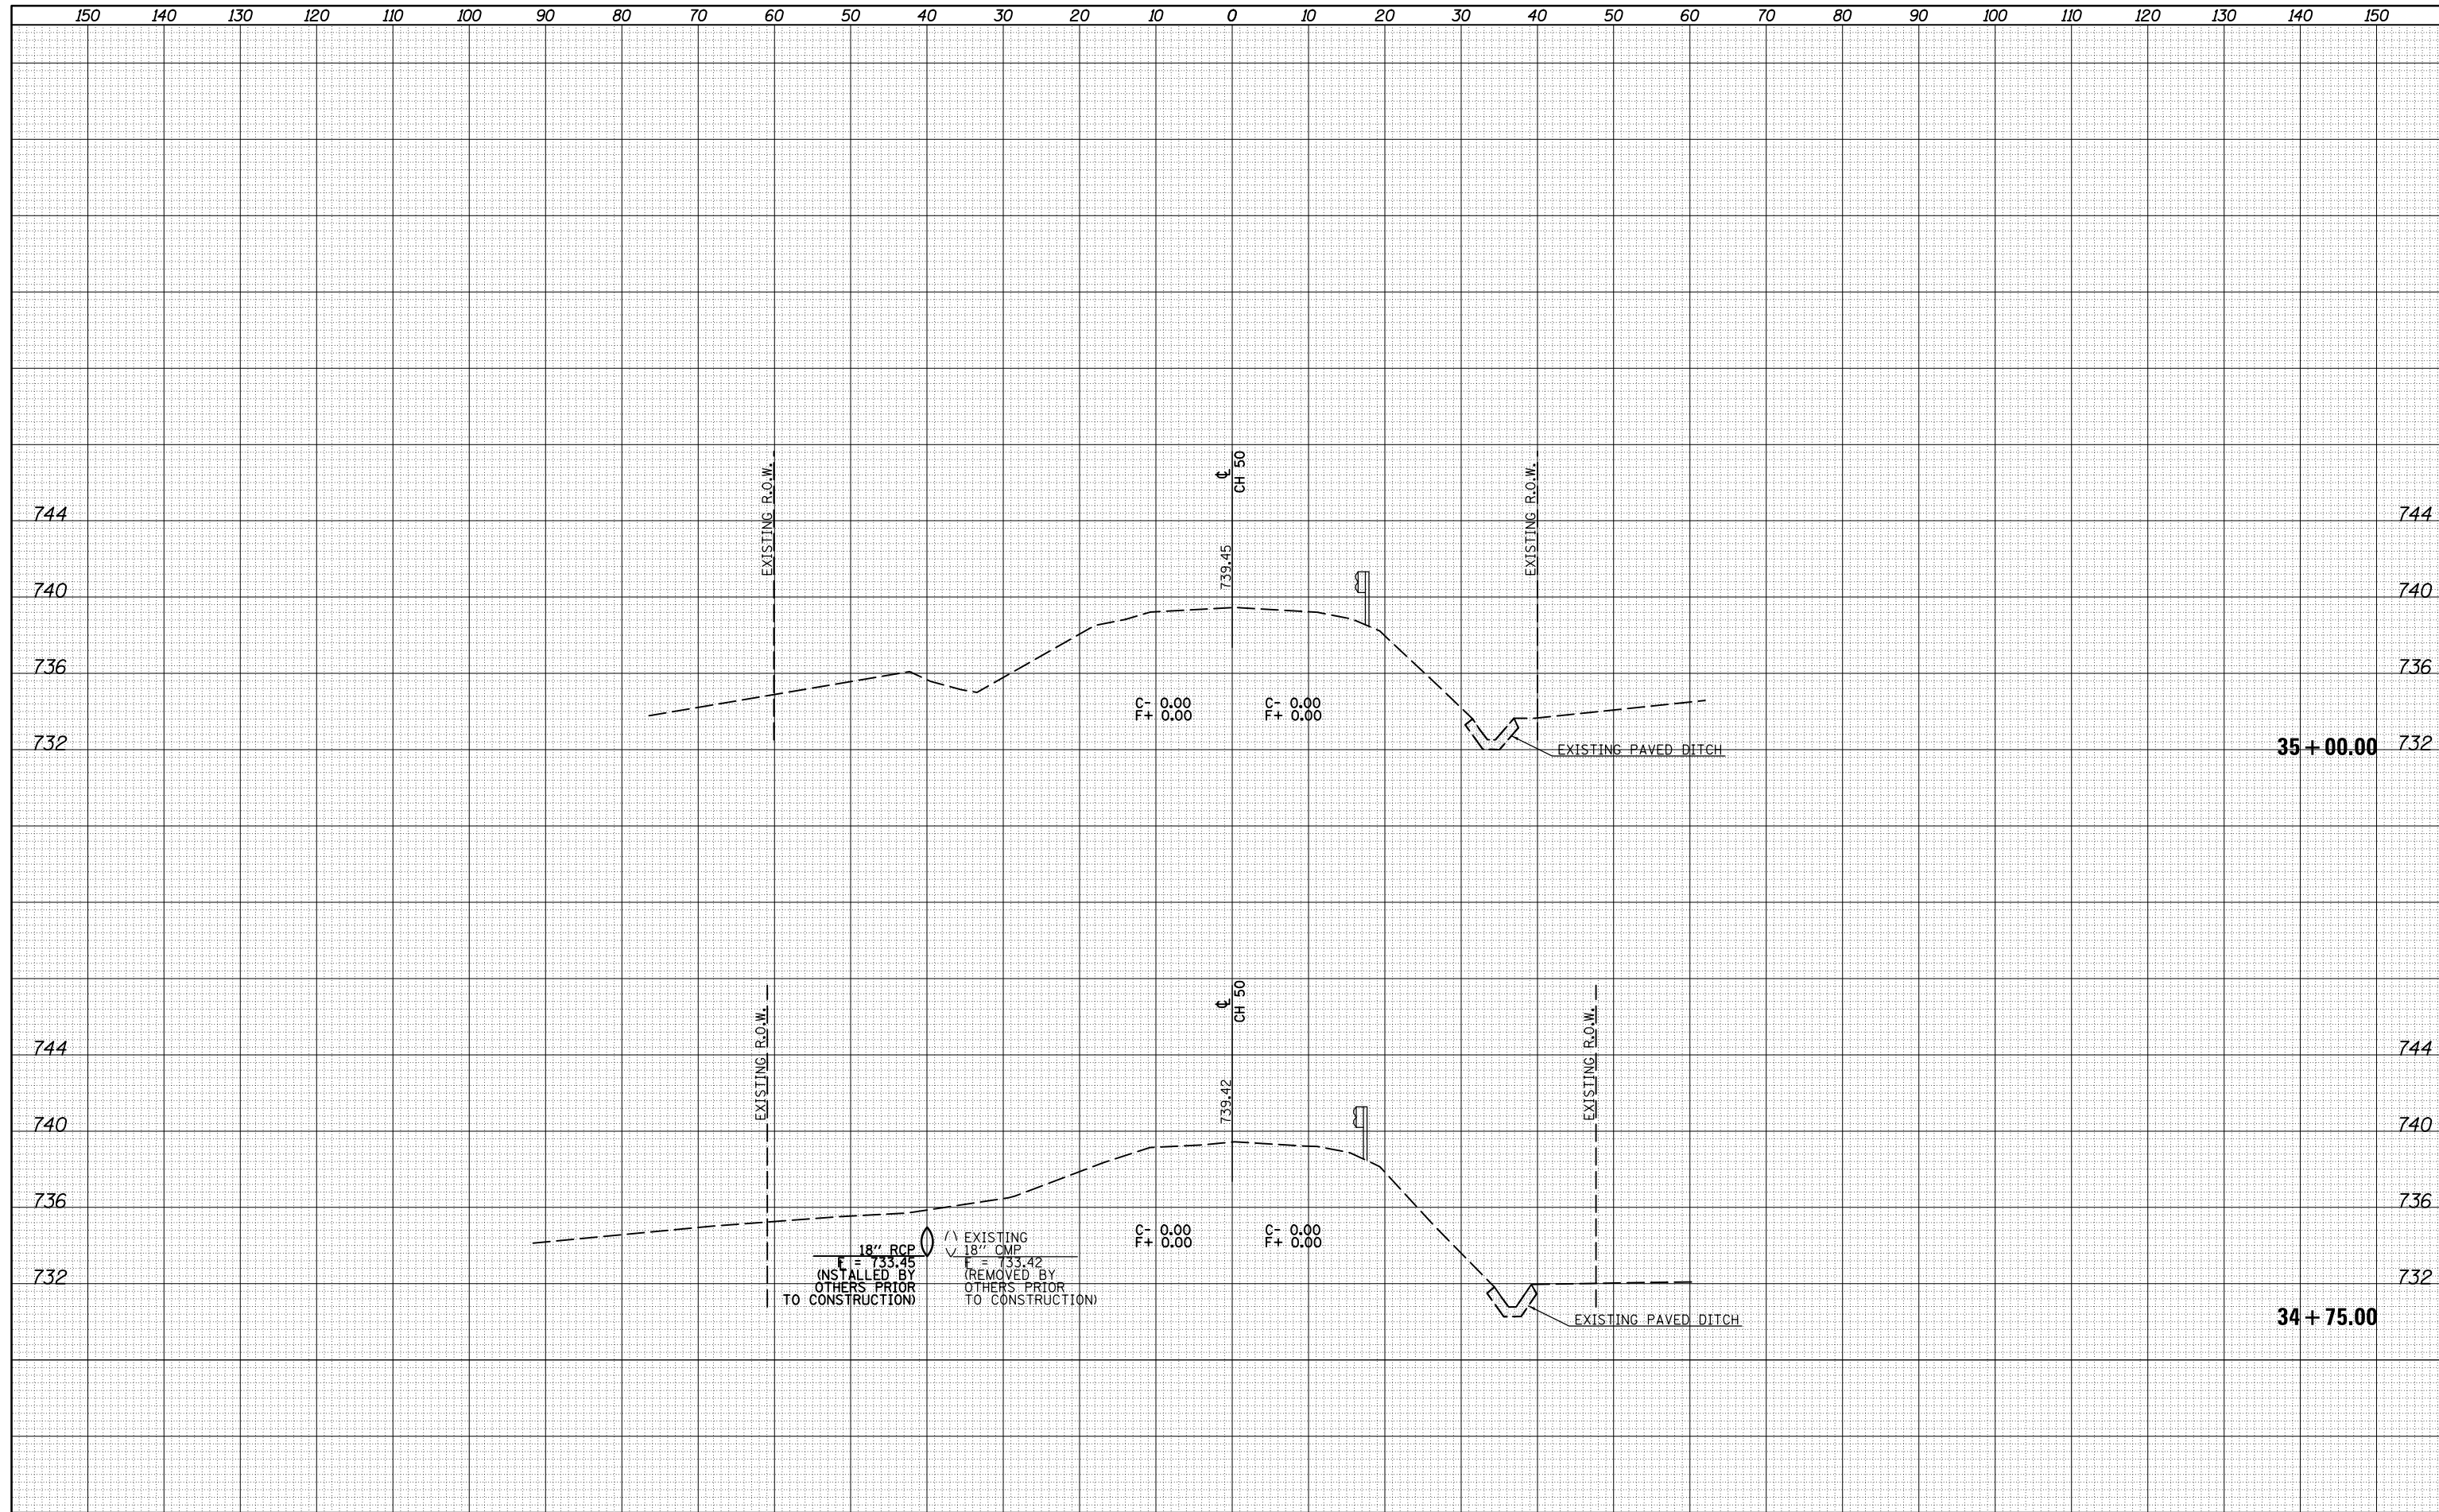 150 140 130 120 110 100 90 80 70 60 50 40 30 20 10 0 10 20 30 40 50 60 70 80 90 100 110 120 130 140 150
EXISTING R.O.W.
℄
CH 50
EXISTING R.O.W.
744 744
739.45
740 740
736 736
C- 0.00 C- 0.00
F+ 0.00 F+ 0.00
732 EXISTING PAVED DITCH 35+00.00 732
EXISTING R.O.W.
℄
CH 50
EXISTING R.O.W.
744 744
739.42
740 740
736 736
C- 0.00 C- 0.00
F+ 0.00 F+ 0.00
18" RCP
= 733.45
(INSTALLED BY
OTHERS PRIOR
TO CONSTRUCTION)
EXISTING
18" CMP
= 733.42
(REMOVED BY
OTHERS PRIOR
TO CONSTRUCTION)
732 732
EXISTING PAVED DITCH 34+75.00